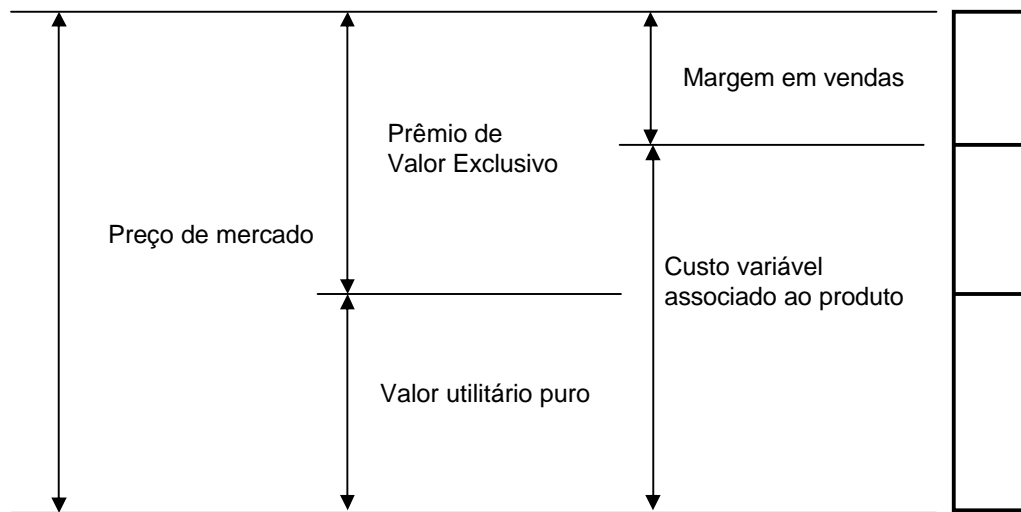 Margem em vendas
Prêmio de
Valor Exclusivo
Preço de mercado
Custo variável
associado ao produto
Valor utilitário puro